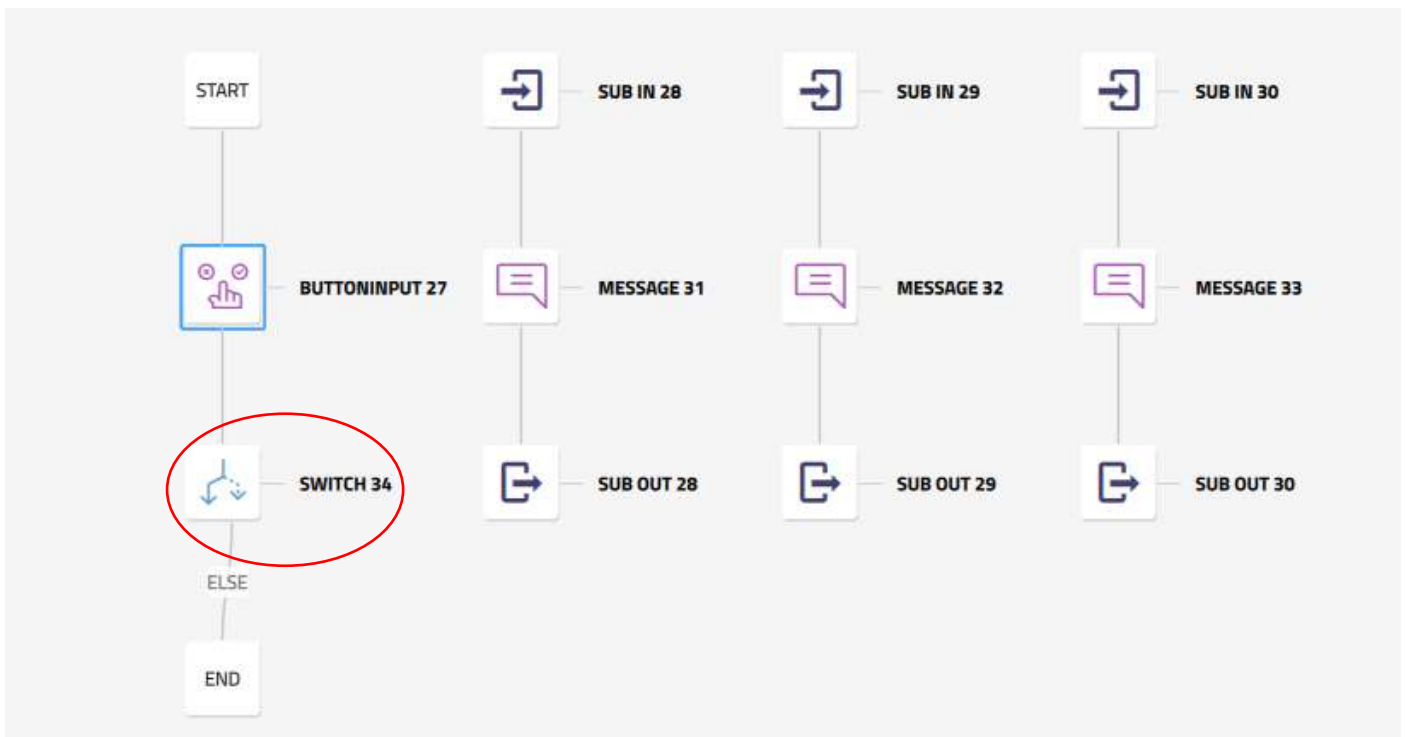 START
SUB IN 28
SUB IN 29
SUB IN 30
BUTTONINPUT 27
MESSAGE 31
MESSAGE 32
MESSAGE 33
SWITCH 34
SUB OUT 28
SUB OUT 29
SUB OUT 30
ELSE
END